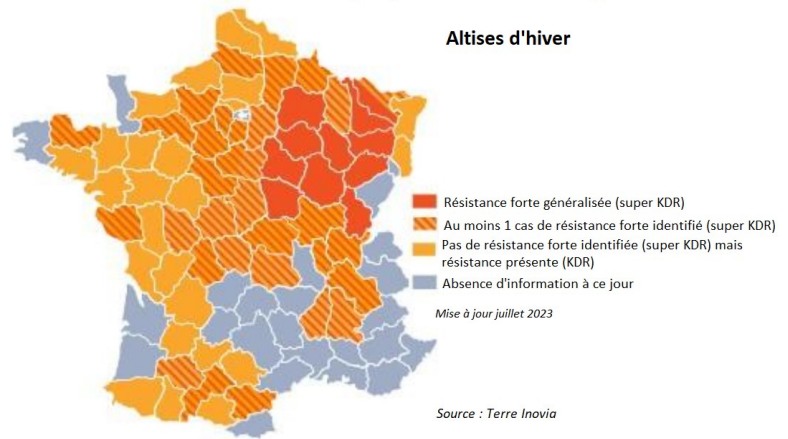 Altises d'hiver
Résistance forte généralisée (super KDR)
Au moins 1 cas de résistance forte identifié (super KDR)
Pas de résistance forte identifiée (super KDR) mais
résistance présente (KDR)
Absence d'information à ce jour
Mise à jour juillet 2023
Source : Terre Inovia